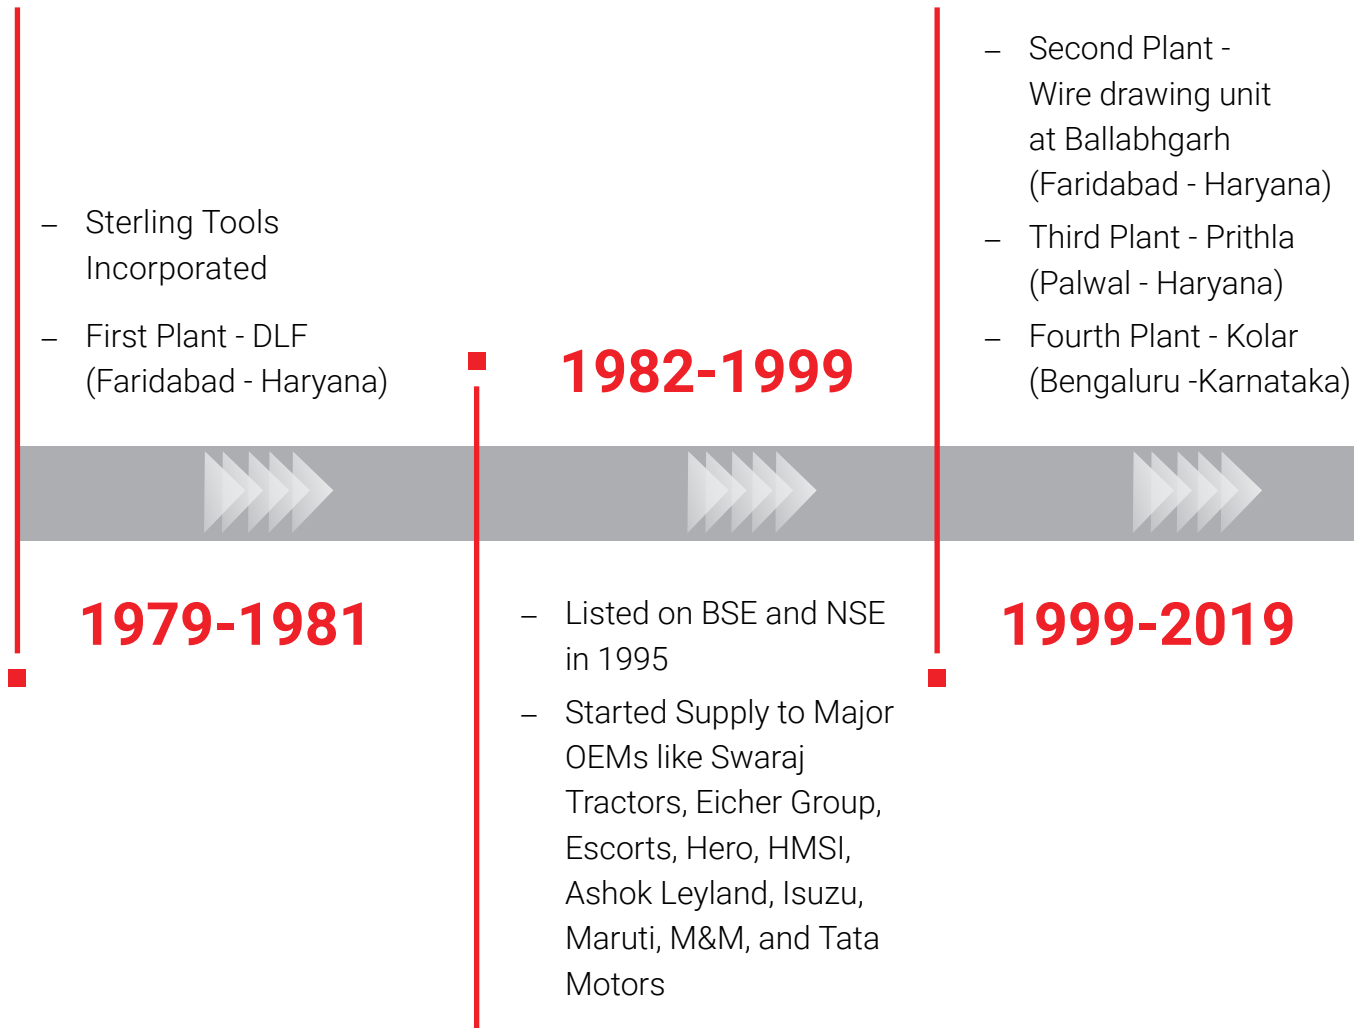 – Sterling Tools
Incorporated
– First Plant - DLF
(Faridabad - Haryana)
1979-1981
1982-1999
– Listed on BSE and NSE
in 1995
– Started Supply to Major
OEMs like Swaraj
Tractors, Eicher Group,
Escorts, Hero, HMSI,
Ashok Leyland, Isuzu,
Maruti, M&M, and Tata
Motors
– Second Plant -
Wire drawing unit
at Ballabhgarh
(Faridabad - Haryana)
– Third Plant - Prithla
(Palwal - Haryana)
– Fourth Plant - Kolar
(Bengaluru -Karnataka)
1999-2019